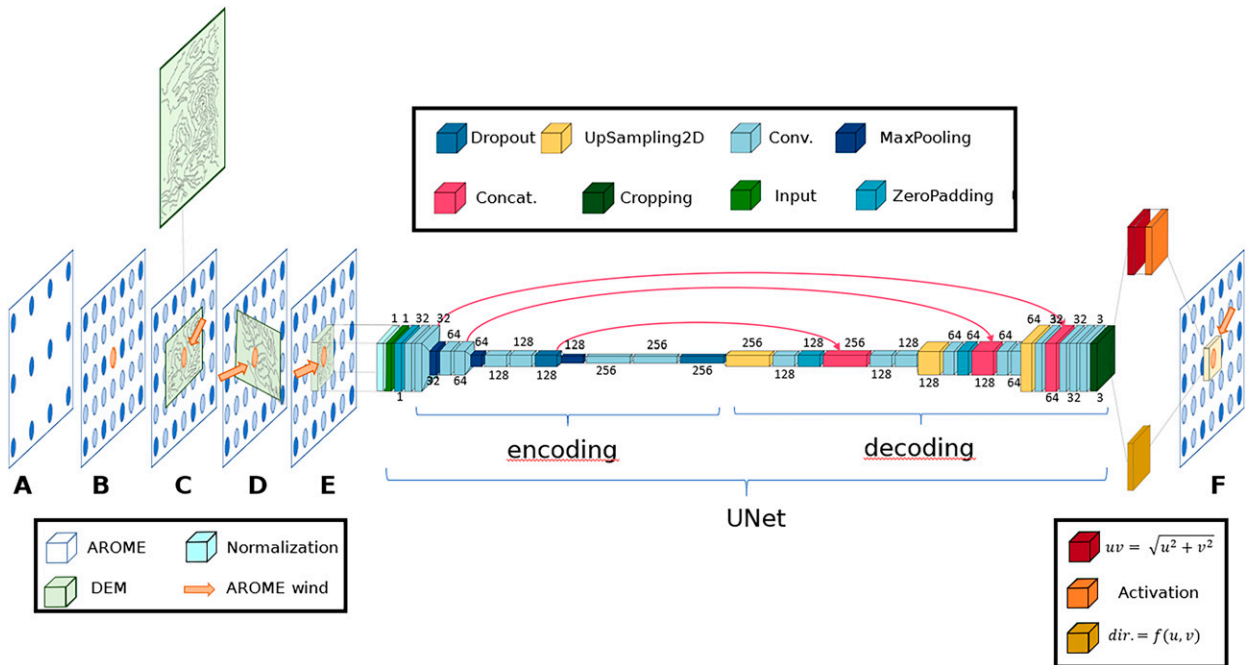 Dropout UpSampling2D Conv. MaxPooling
Concat. Cropping Input ZeroPadding
1 1 32 32 64 64 128 128 256 256 128 256 128 64 64 64 64 32 32 3
1 32 64 128 128 256 256 128 128 128 128 64 64 32 3
encoding decoding
UNet
A B C D E F
AROME Normalization
DEM AROME wind
uv = √u² + v²
Activation
dir. = f(u, v)